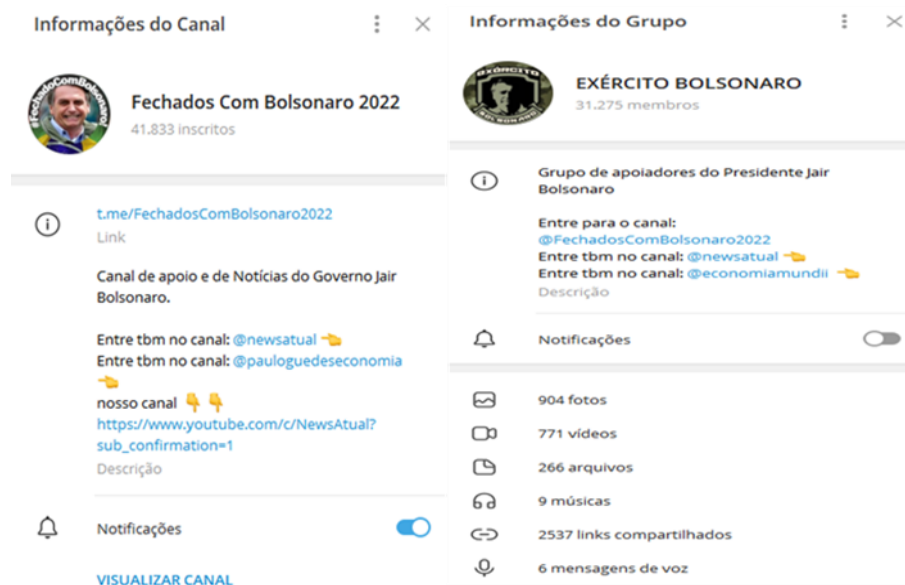 Informações do Canal
#FechadoComBolsonaro!
Fechados Com Bolsonaro 2022
41.833 inscritos
t.me/FechadosComBolsonaro2022
Link
Canal de apoio e de Notícias do Governo Jair
Bolsonaro.
Entre tbm no canal: @newsatual 👈
Entre tbm no canal: @pauloguedeseconomia
👈
nosso canal 👇 👇
https://www.youtube.com/c/NewsAtual?
sub_confirmation=1
Descrição
Notificações
VISUALIZAR CANAL
Informações do Grupo
EXÉRCITO
BOLSONARO
EXÉRCITO BOLSONARO
31.275 membros
Grupo de apoiadores do Presidente Jair
Bolsonaro
Entre para o canal:
@FechadosComBolsonaro2022
Entre tbm no canal: @newsatual 👈
Entre tbm no canal: @economiamundii 👈
Descrição
Notificações
904 fotos
771 vídeos
266 arquivos
9 músicas
2537 links compartilhados
6 mensagens de voz